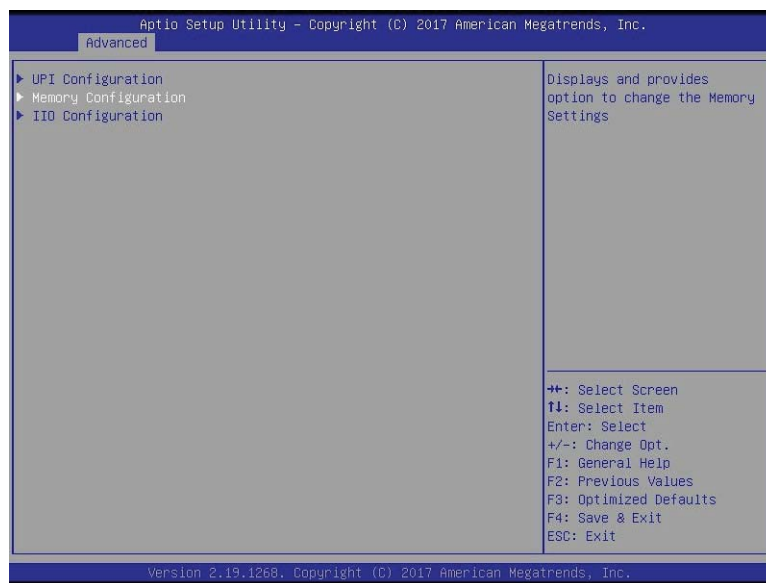 Aptio Setup Utility – Copyright (C) 2017 American Megatrends, Inc.
Advanced
▶ UPI Configuration
▶ Memory Configuration
▶ IIO Configuration
Displays and provides
option to change the Memory
Settings
→←: Select Screen
↑↓: Select Item
Enter: Select
+/-: Change Opt.
F1: General Help
F2: Previous Values
F3: Optimized Defaults
F4: Save & Exit
ESC: Exit
Version 2.19.1268. Copyright (C) 2017 American Megatrends, Inc.